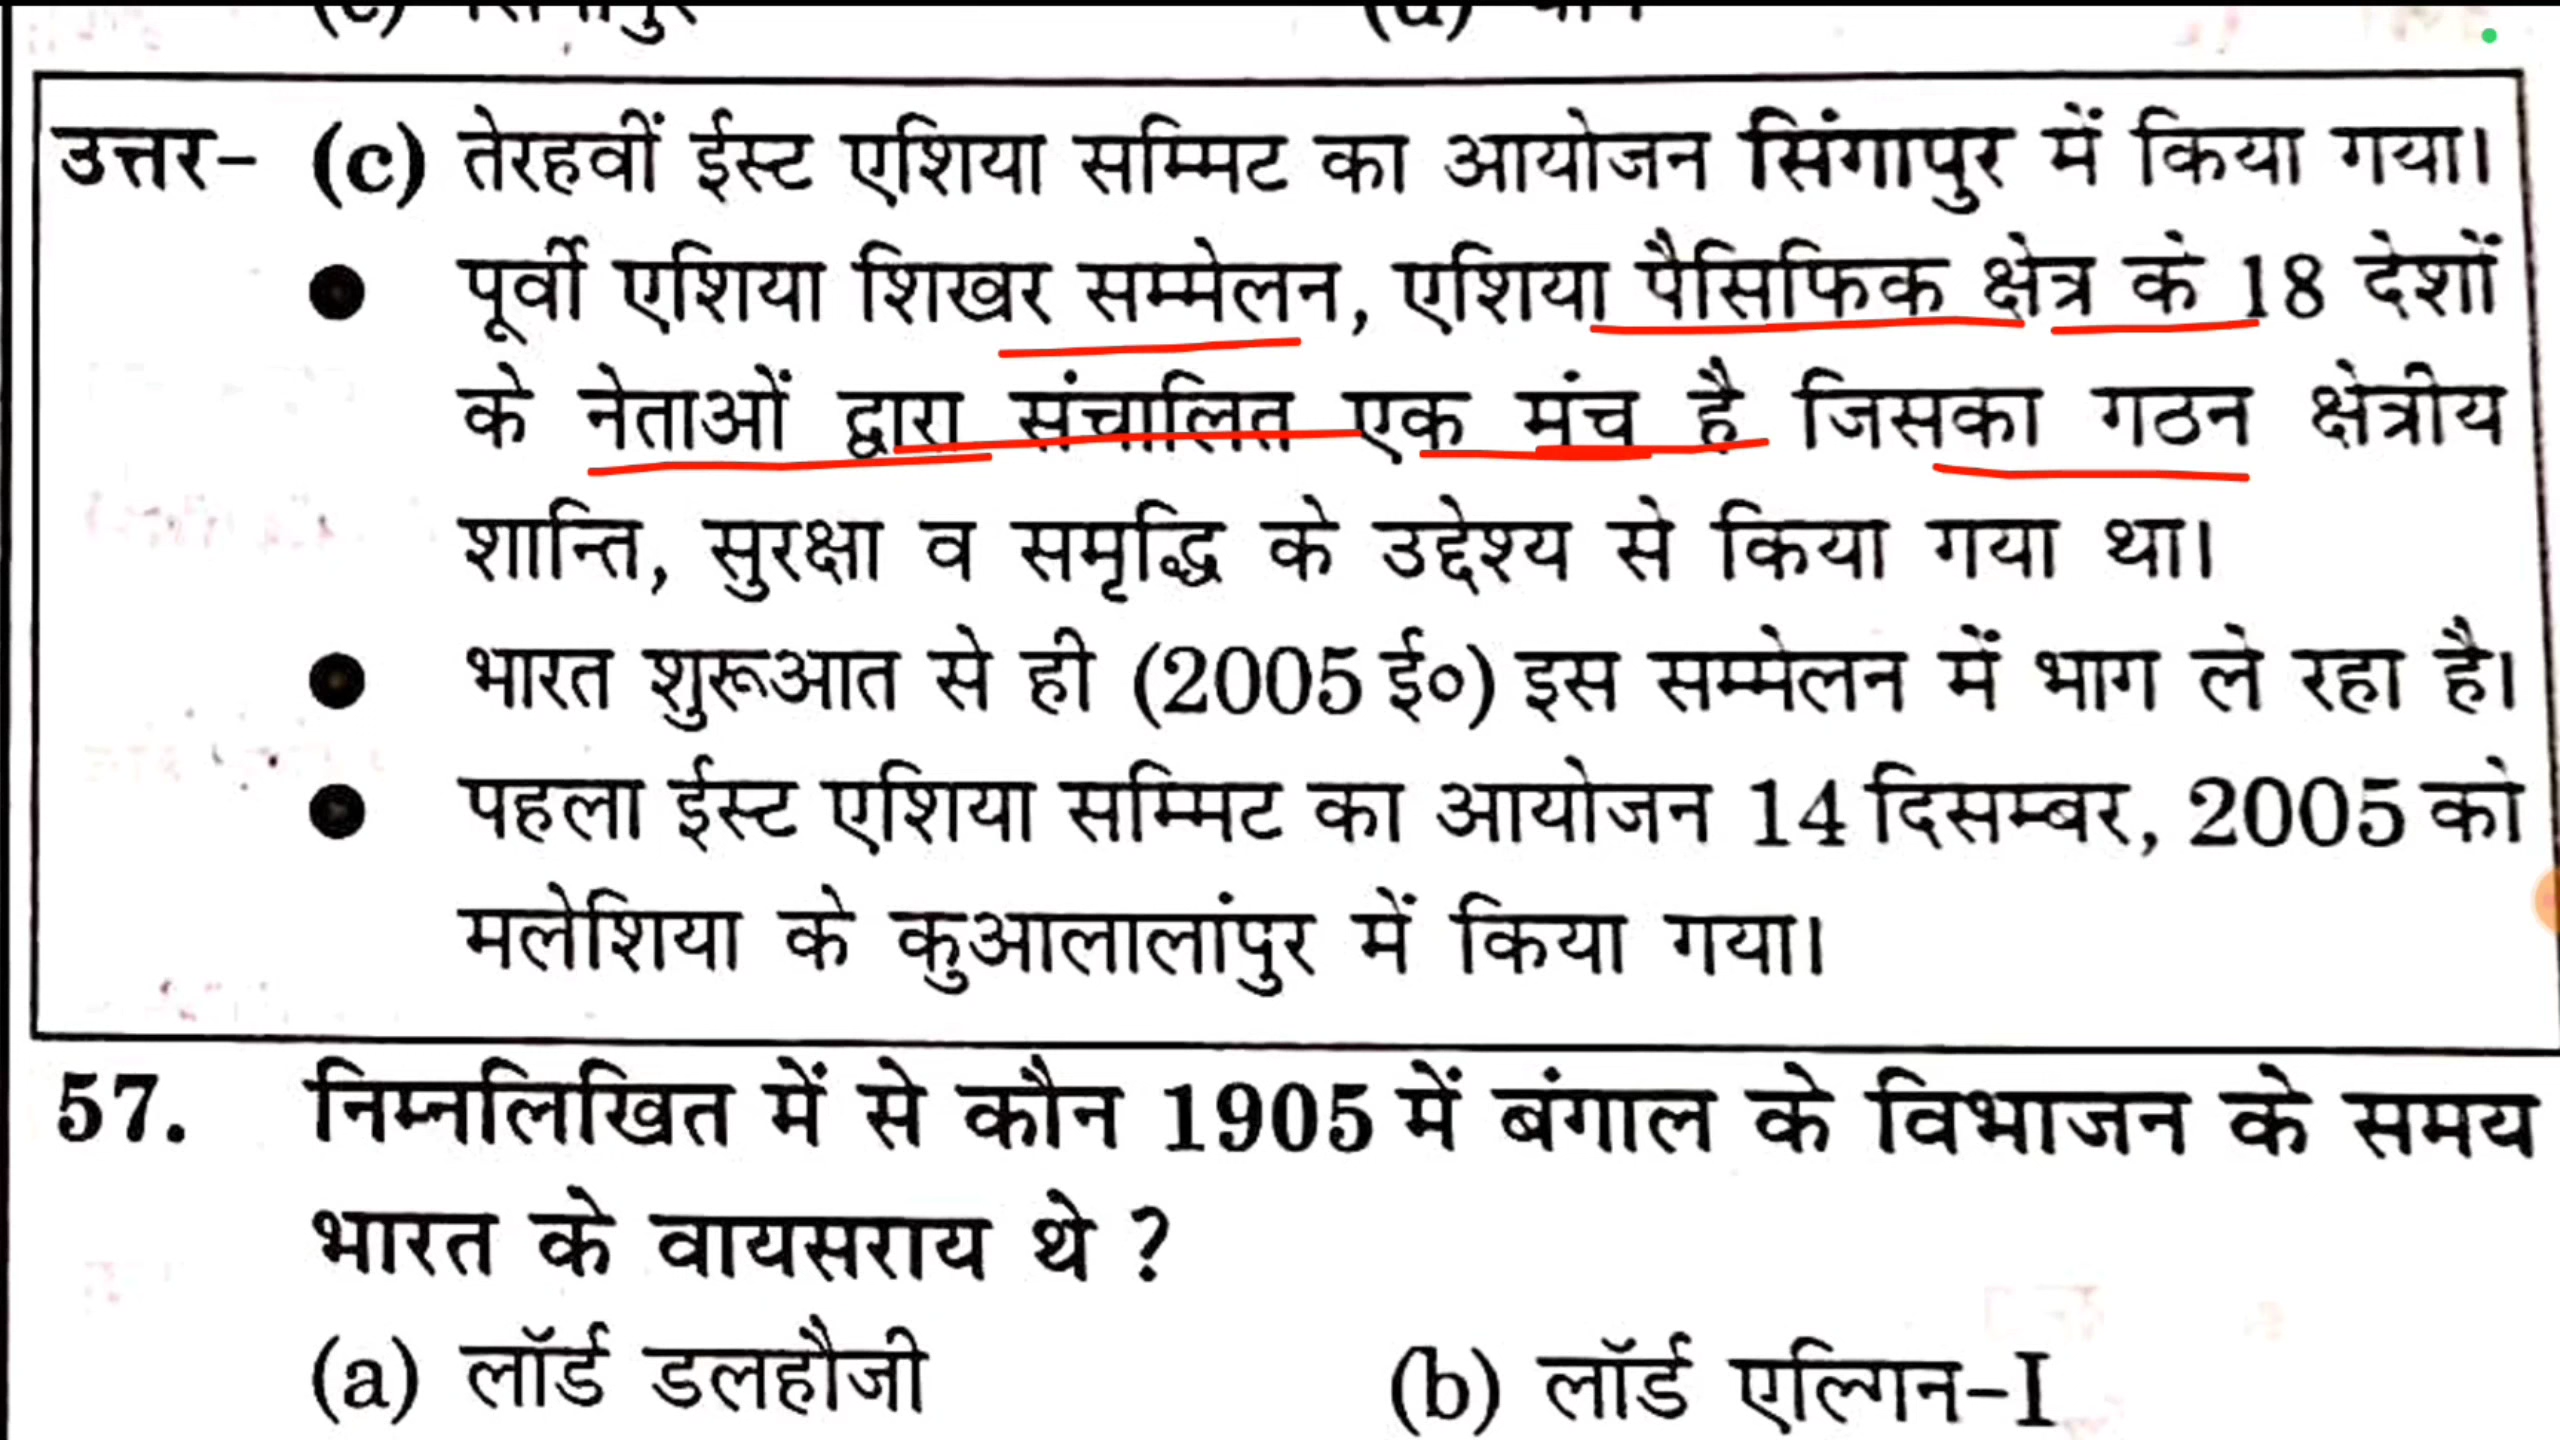 उत्तर- (c) तेरहवीं ईस्ट एशिया सम्मिट का आयोजन सिंगापुर में किया गया।
● पूर्वी एशिया शिखर सम्मेलन, एशिया पैसिफिक क्षेत्र के 18 देशों
के नेताओं द्वारा संचालित एक मंच है जिसका गठन क्षेत्रीय
शान्ति, सुरक्षा व समृद्धि के उद्देश्य से किया गया था।
● भारत शुरूआत से ही (2005 ई०) इस सम्मेलन में भाग ले रहा है।
● पहला ईस्ट एशिया सम्मिट का आयोजन 14 दिसम्बर, 2005 को
मलेशिया के कुआलालांपुर में किया गया।
57. निम्नलिखित में से कौन 1905 में बंगाल के विभाजन के समय
भारत के वायसराय थे ?
(a) लॉर्ड डलहौजी (b) लॉर्ड एल्गिन-I